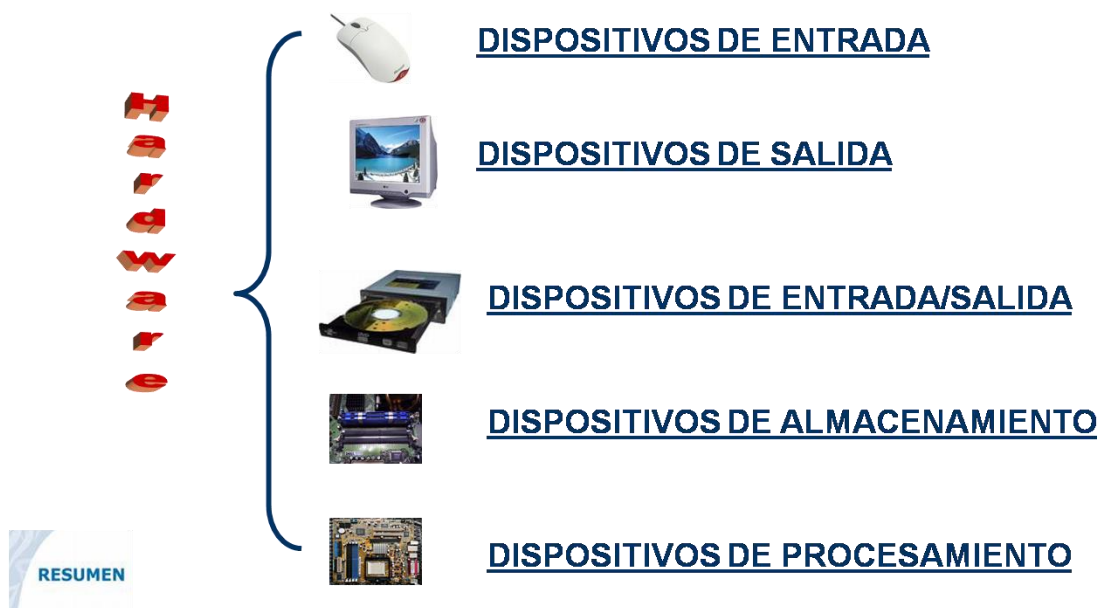 Hardware
DISPOSITIVOS DE ENTRADA
DISPOSITIVOS DE SALIDA
DISPOSITIVOS DE ENTRADA/SALIDA
DISPOSITIVOS DE ALMACENAMIENTO
DISPOSITIVOS DE PROCESAMIENTO
RESUMEN